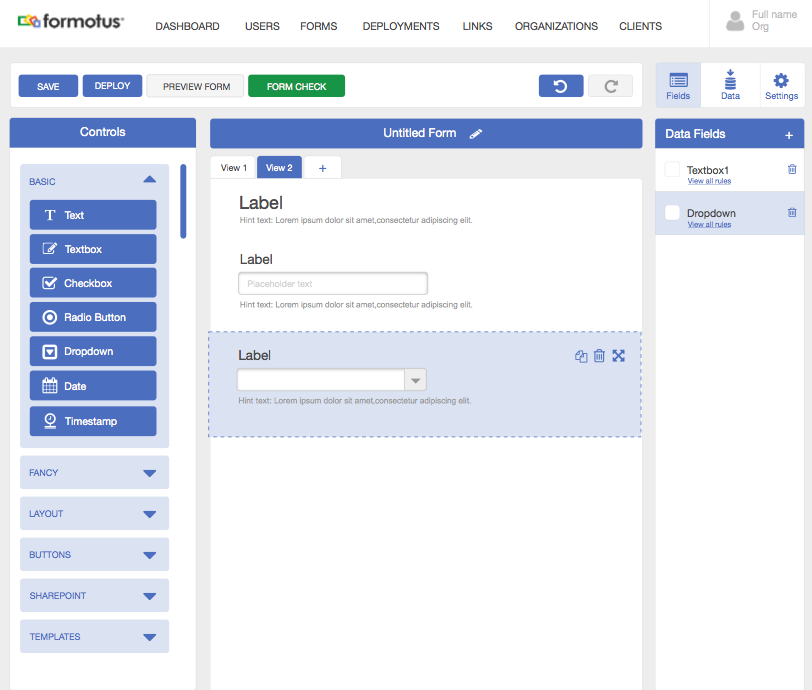 formotus
DASHBOARD
USERS
FORMS
DEPLOYMENTS
LINKS
ORGANIZATIONS
CLIENTS
Full name
Org
SAVE
DEPLOY
PREVIEW FORM
FORM CHECK
Fields
Data
Settings
Controls
BASIC
Text
Textbox
Checkbox
Radio Button
Dropdown
Date
Timestamp
FANCY
LAYOUT
BUTTONS
SHAREPOINT
TEMPLATES
Untitled Form
View 1
View 2
+
Label
Hint text: Lorem ipsum dolor sit amet,consectetur adipiscing elit.
Label
Placeholder text
Hint text: Lorem ipsum dolor sit amet,consectetur adipiscing elit.
Label
Hint text: Lorem ipsum dolor sit amet,consectetur adipiscing elit.
Data Fields
+
Textbox1
View all rules
Dropdown
View all rules